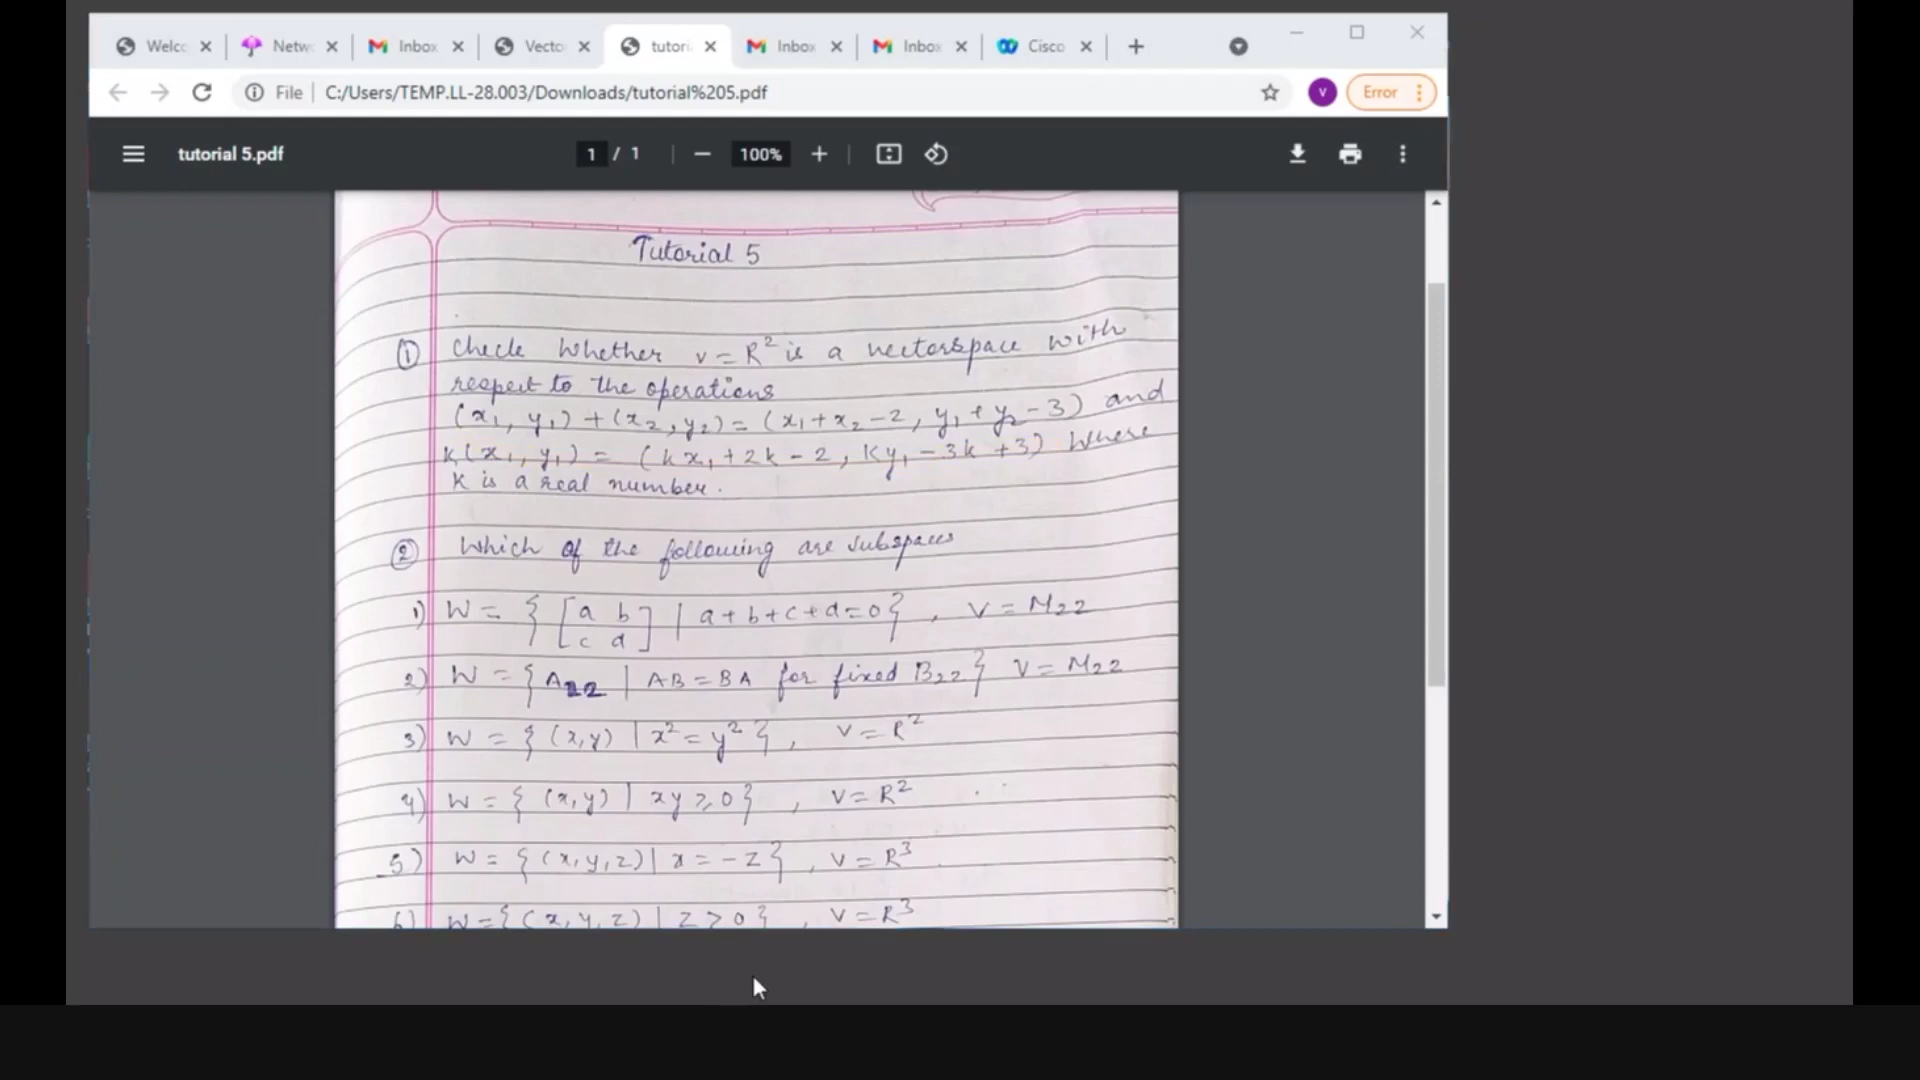 Welco
Netw
Inbox
Vecto
tutori
Inbox
Inbox
Cisco
File
C:/Users/TEMP.LL-28.003/Downloads/tutorial%205.pdf
V
Error
tutorial 5.pdf
1 / 1
100%
Tutorial 5
① Check Whether v = R² is a vectorspace with
respect to the operations
(x₁, y₁) + (x₂, y₂) = (x₁ + x₂ - 2, y₁ + y₂ - 3) and
k(x₁, y₁) = (kx₁ + 2k - 2, ky₁ - 3k + 3) Where
K is a real number.
② Which of the following are subspaces
1) W = { [a b
c d] | a+b+c+d=0 } , V = M₂₂
2) W = { A₂₂ | AB = BA for fixed B₂₂ } V = M₂₂
3) W = { (x,y) | x² = y² } , V = R²
4) W = { (x,y) | xy ≥ 0 } , V = R²
5) W = { (x,y,z) | x = -z } , V = R³
6) W = { (x, y, z) | z > 0 } , V = R³